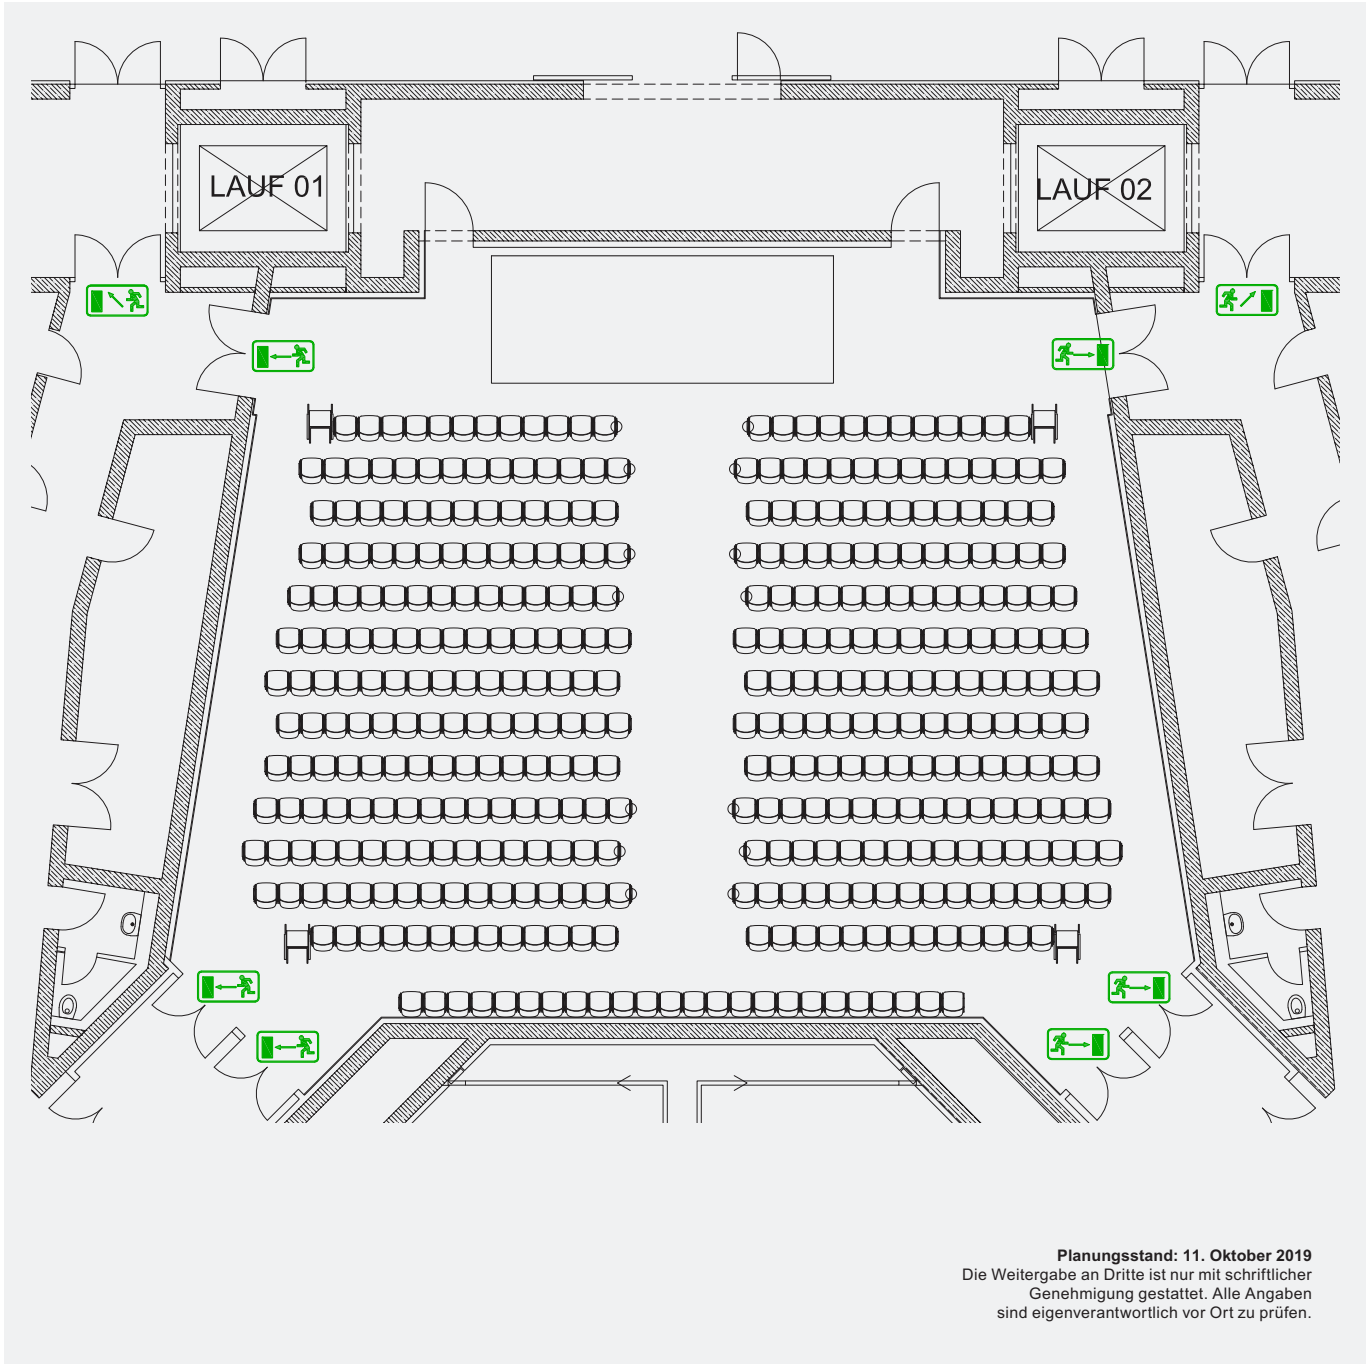 LAUF 01
LAUF 02
Planungsstand: 11. Oktober 2019
Die Weitergabe an Dritte ist nur mit schriftlicher
Genehmigung gestattet. Alle Angaben
sind eigenverantwortlich vor Ort zu prüfen.